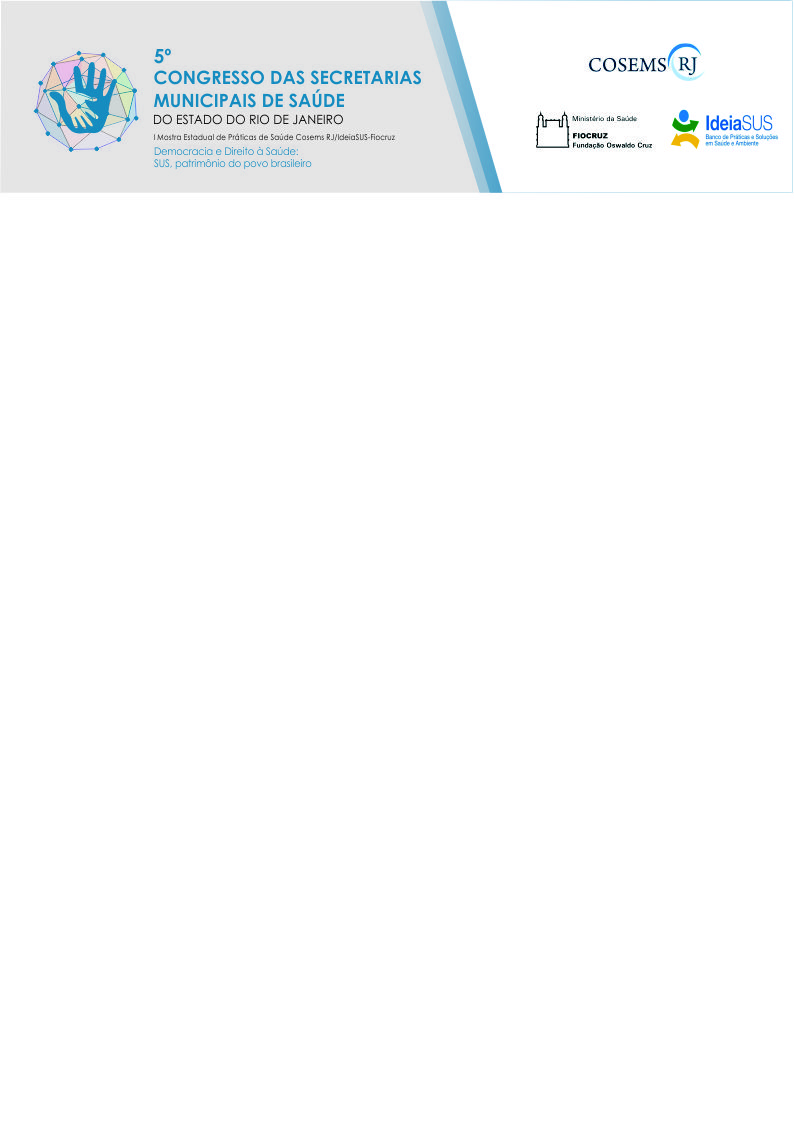 5º
CONGRESSO DAS SECRETARIAS
MUNICIPAIS DE SAÚDE
DO ESTADO DO RIO DE JANEIRO
I Mostra Estadual de Práticas de Saúde Cosems RJ/IdeiaSUS-Fiocruz
Democracia e Direito à Saúde:
SUS, patrimônio do povo brasileiro
COSEMS RJ
Ministério da Saúde
FIOCRUZ
Fundação Oswaldo Cruz
IdeiaSUS
Banco de Práticas e Soluções
em Saúde e Ambiente